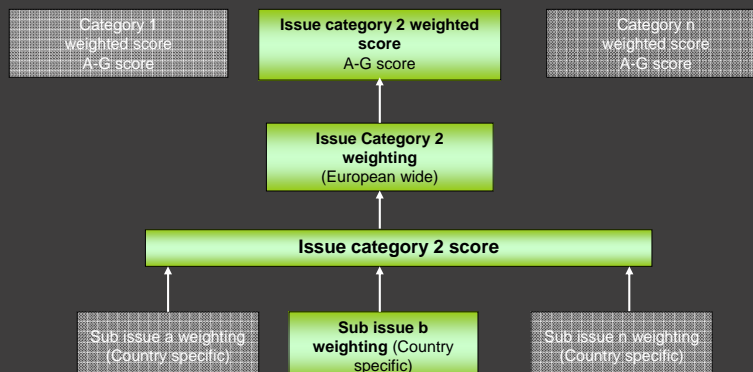 Category 1
weighted score
A-G score
Issue category 2 weighted
score
A-G score
Category n
weighted score
A-G score
Issue Category 2
weighting
(European wide)
Issue category 2 score
Sub issue a weighting
(Country specific)
Sub issue b
weighting (Country
specific)
Sub issue n weighting
(Country specific)